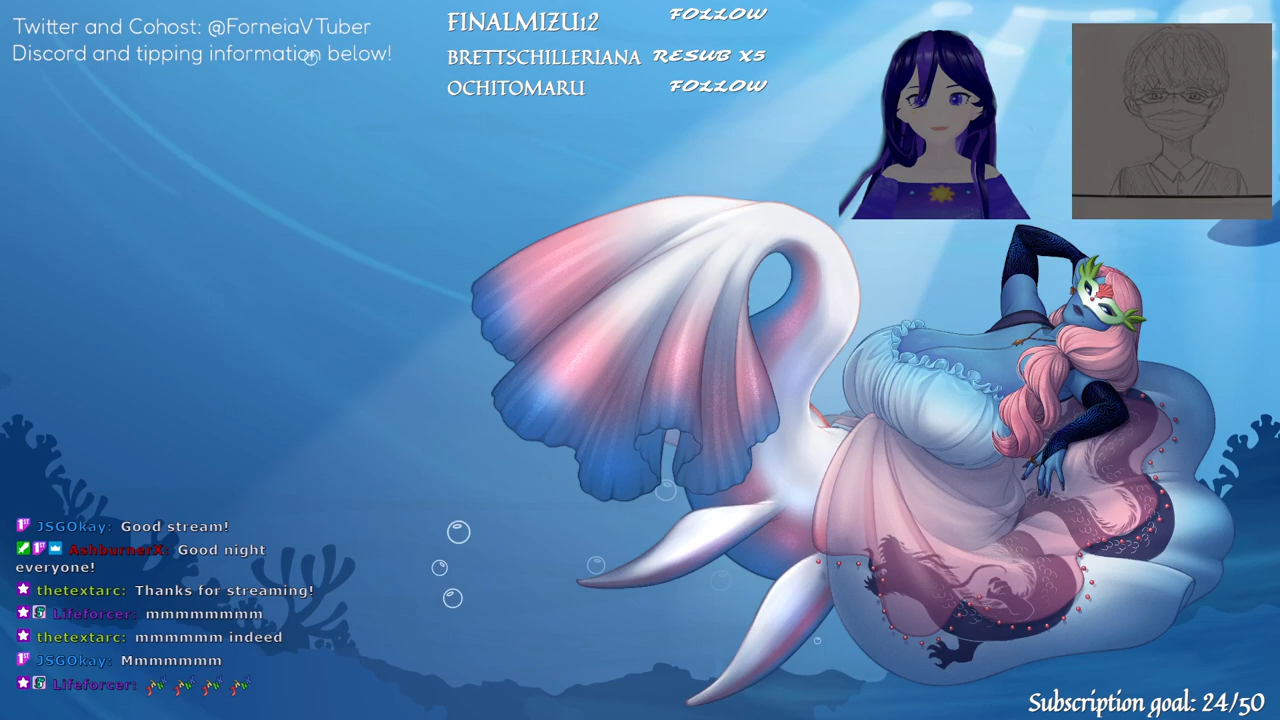 Twitter and Cohost: @ForneiaVTuber
Discord and tipping information below!
FINALMIZU12 FOLLOW
BRETTSCHILLERIANA RESUB X5
OCHITOMARU FOLLOW
JSGOkay: Good stream!
AshburnerX: Good night
everyone!
thetextarc: Thanks for streaming!
Lifeforcer: mmmmmmmm
thetextarc: mmmmmm indeed
JSGOkay: Mmmmmmm
Lifeforcer:
Subscription goal: 24/50